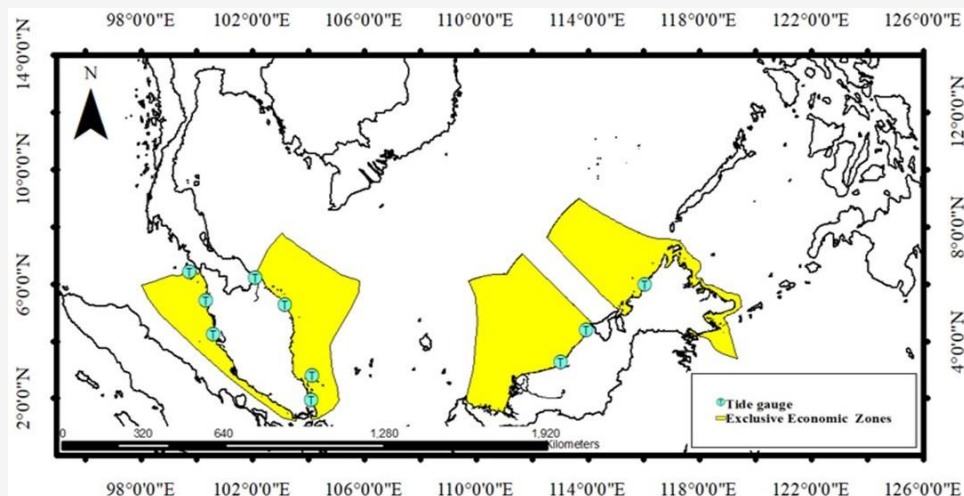 98°0'0"E 102°0'0"E 106°0'0"E 110°0'0"E 114°0'0"E 118°0'0"E 122°0'0"E 126°0'0"E
14°0'0"N
10°0'0"N
6°0'0"N
2°0'0"N
12°0'0"N
8°0'0"N
4°0'0"N
N
T
T
T
T
T
T
T
T
T
T
T Tide gauge
Exclusive Economic Zones
0 320 640 1,280 1,920
Kilometers
98°0'0"E 102°0'0"E 106°0'0"E 110°0'0"E 114°0'0"E 118°0'0"E 122°0'0"E 126°0'0"E